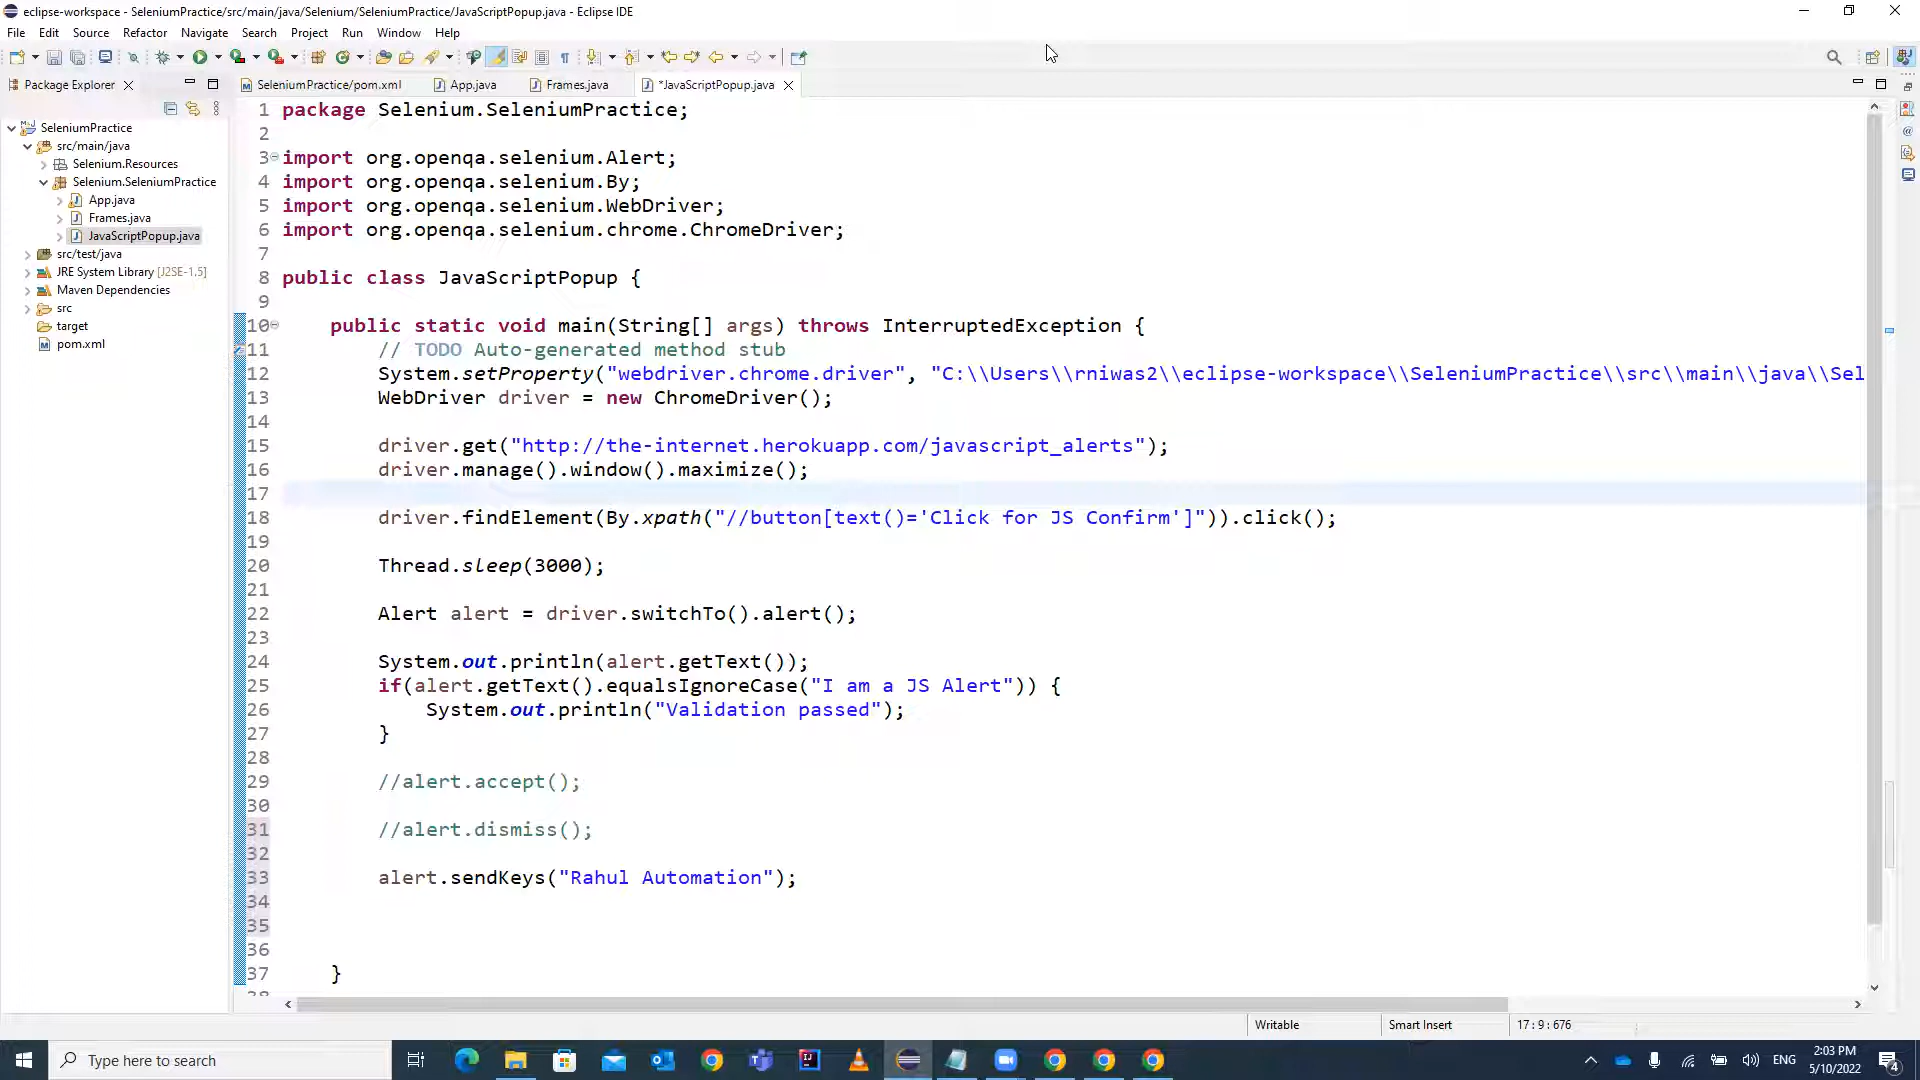 eclipse-workspace - SeleniumPractice/src/main/java/Selenium/SeleniumPractice/JavaScriptPopup.java - Eclipse IDE
File Edit Source Refactor Navigate Search Project Run Window Help
Package Explorer
SeleniumPractice/pom.xml App.java Frames.java *JavaScriptPopup.java
SeleniumPractice
src/main/java
Selenium.Resources
Selenium.SeleniumPractice
App.java
Frames.java
JavaScriptPopup.java
src/test/java
JRE System Library [J2SE-1.5]
Maven Dependencies
src
target
pom.xml
1 package Selenium.SeleniumPractice;
2
3 import org.openqa.selenium.Alert;
4 import org.openqa.selenium.By;
5 import org.openqa.selenium.WebDriver;
6 import org.openqa.selenium.chrome.ChromeDriver;
7
8 public class JavaScriptPopup {
9
10 public static void main(String[] args) throws InterruptedException {
11 // TODO Auto-generated method stub
12 System.setProperty("webdriver.chrome.driver", "C:\\Users\\rniwas2\\eclipse-workspace\\SeleniumPractice\\src\\main\\java\\Sel
13 WebDriver driver = new ChromeDriver();
14
15 driver.get("http://the-internet.herokuapp.com/javascript_alerts");
16 driver.manage().window().maximize();
17
18 driver.findElement(By.xpath("//button[text()='Click for JS Confirm']")).click();
19
20 Thread.sleep(3000);
21
22 Alert alert = driver.switchTo().alert();
23
24 System.out.println(alert.getText());
25 if(alert.getText().equalsIgnoreCase("I am a JS Alert")) {
26 System.out.println("Validation passed");
27 }
28
29 //alert.accept();
30
31 //alert.dismiss();
32
33 alert.sendKeys("Rahul Automation");
34
35
36
37 }
38
Writable Smart Insert 17 : 9 : 676
Type here to search
ENG
2:03 PM
5/10/2022
4